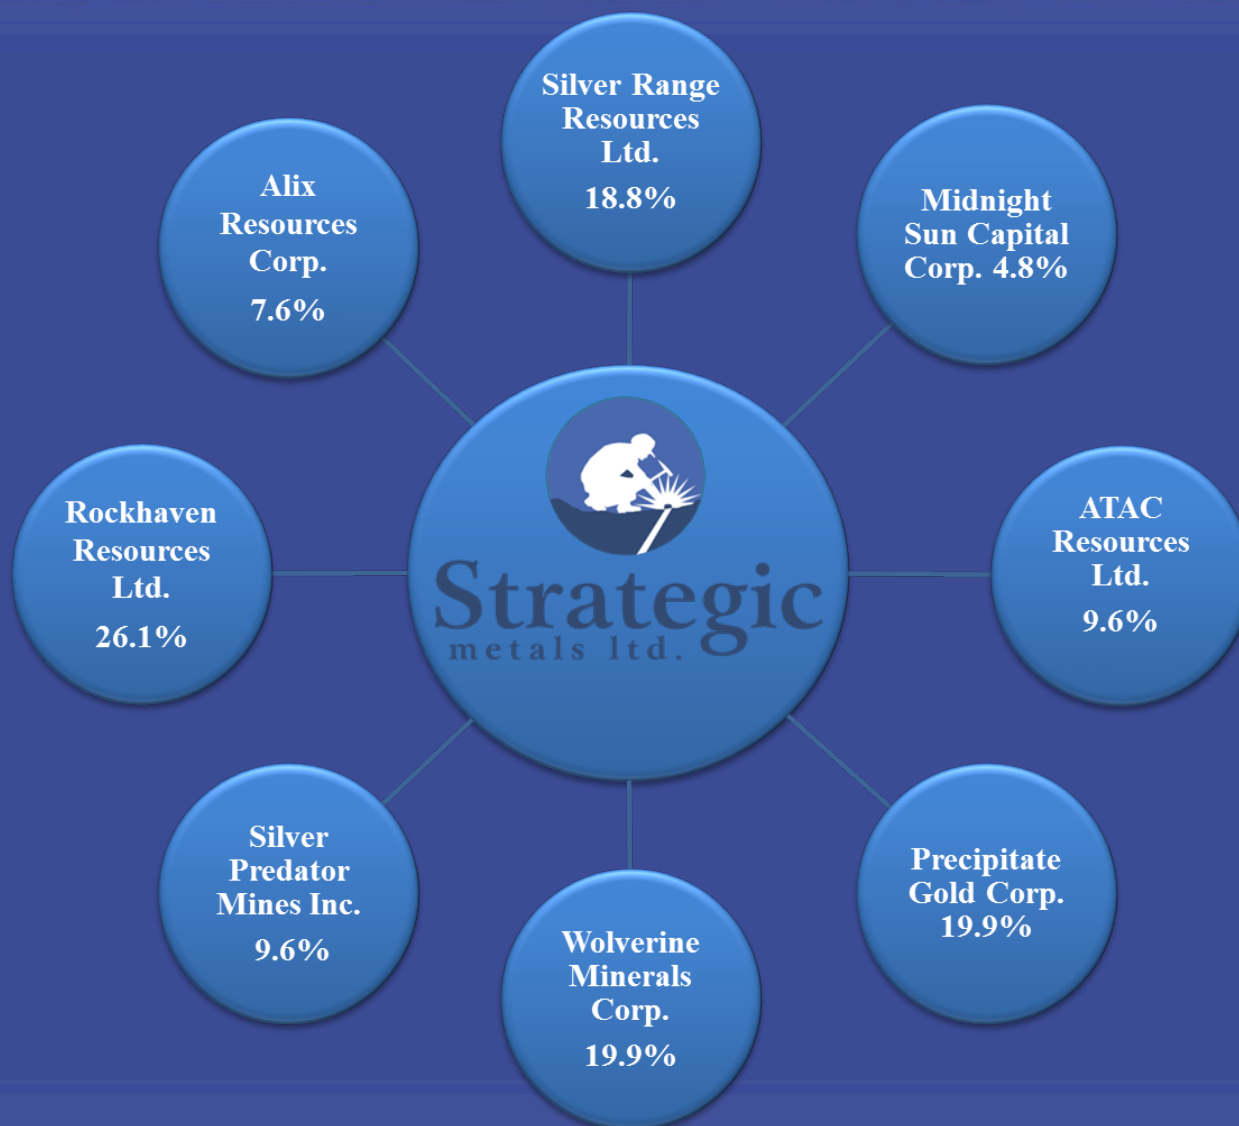 Silver Range
Resources
Ltd.
18.8%
Midnight
Sun Capital
Corp. 4.8%
ATAC
Resources
Ltd.
9.6%
Precipitate
Gold Corp.
19.9%
Wolverine
Minerals
Corp.
19.9%
Silver
Predator
Mines Inc.
9.6%
Rockhaven
Resources
Ltd.
26.1%
Alix
Resources
Corp.
7.6%
Strategic
metals ltd.